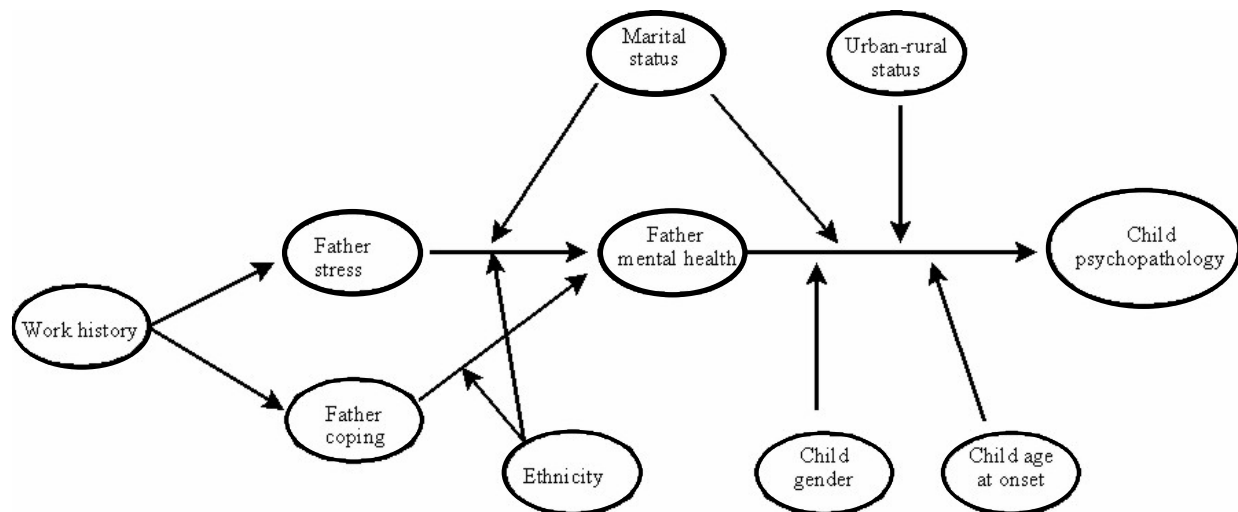 Marital
status
Urban-rural
status
Father
stress
Father
mental health
Child
psychopathology
Work history
Father
coping
Ethnicity
Child
gender
Child age
at onset